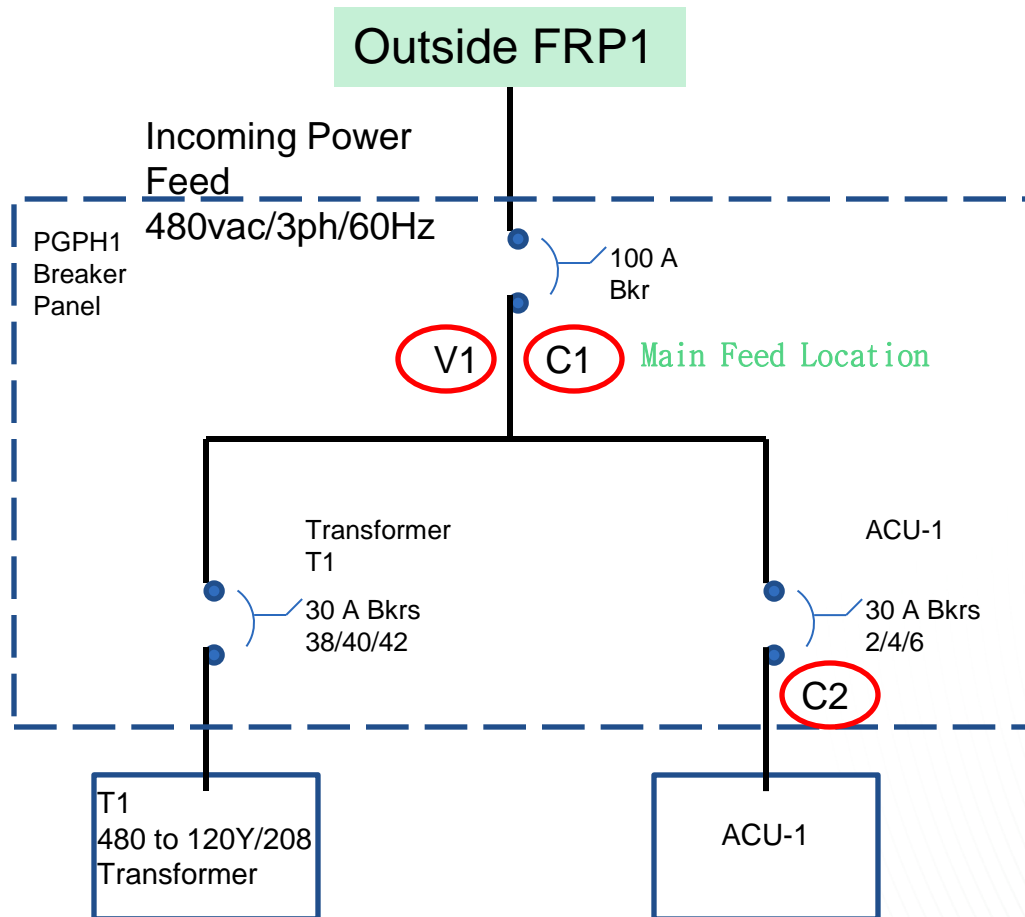 Outside FRP1
Incoming Power
Feed
480vac/3ph/60Hz
PGPH1
Breaker
Panel
100 A
Bkr
V1
C1
Main Feed Location
Transformer
T1
30 A Bkrs
38/40/42
ACU-1
30 A Bkrs
2/4/6
C2
T1
480 to 120Y/208
Transformer
ACU-1